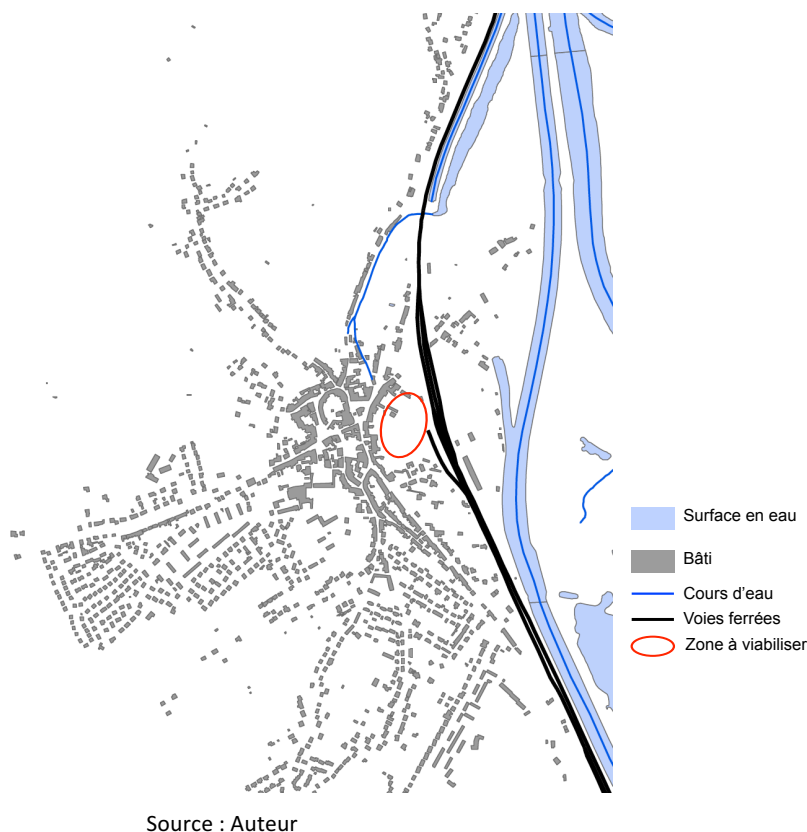 Surface en eau
Bâti
Cours d'eau
Voies ferrées
Zone à viabiliser
Source : Auteur